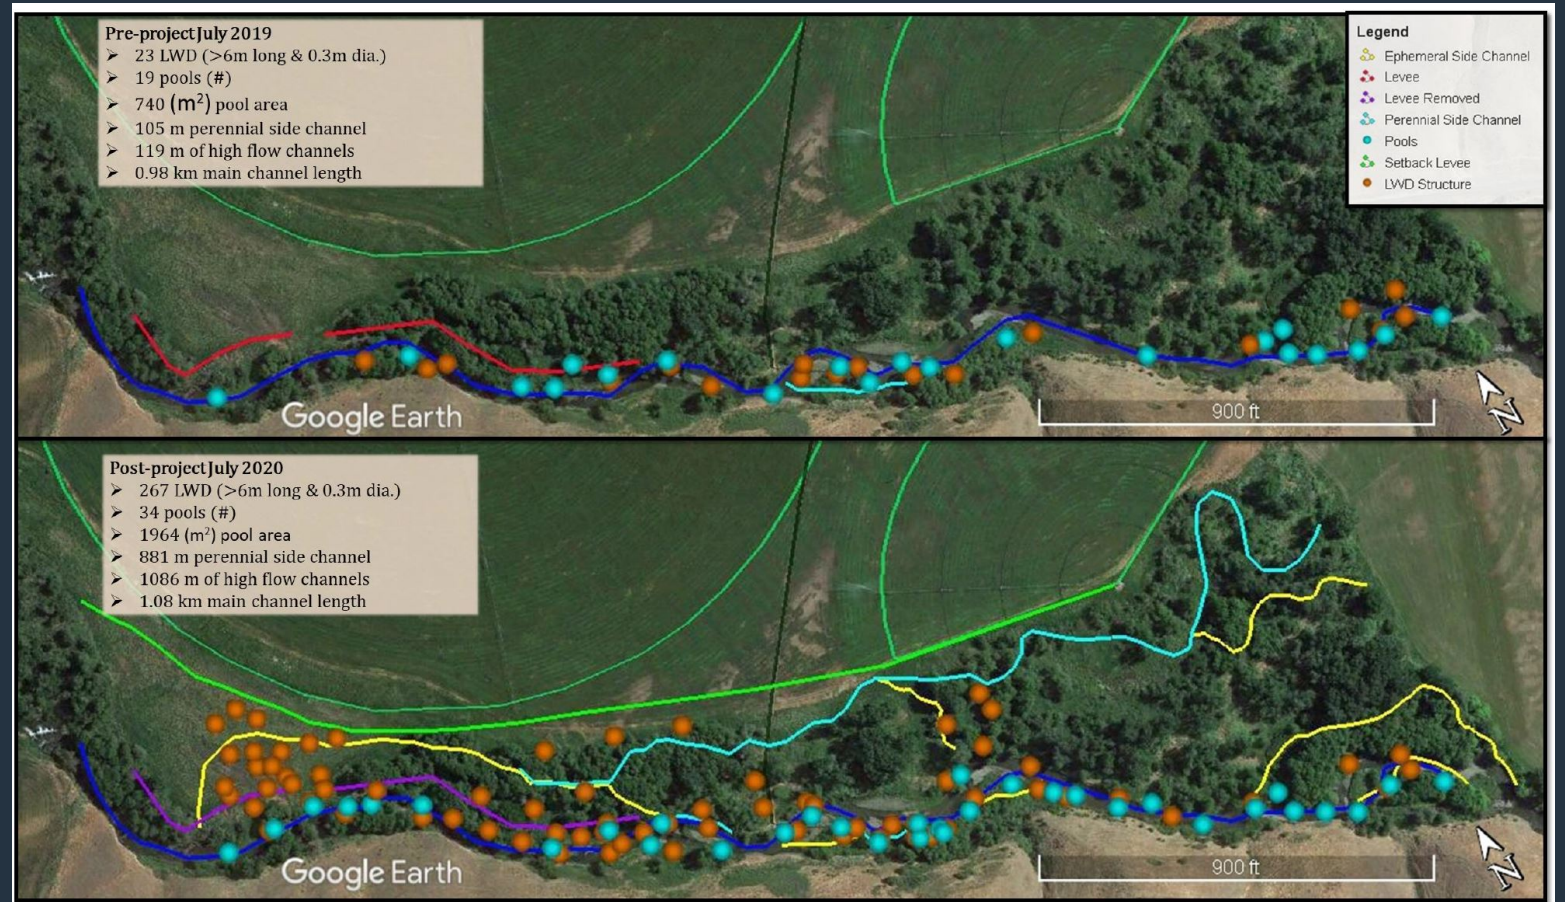 Pre-project July 2019
➢ 23 LWD (>6m long & 0.3m dia.)
➢ 19 pools (#)
➢ 740 (m²) pool area
➢ 105 m perennial side channel
➢ 119 m of high flow channels
➢ 0.98 km main channel length
Legend
Ephemeral Side Channel
Levee
Levee Removed
Perennial Side Channel
Pools
Setback Levee
LWD Structure
Google Earth
900 ft
N
Post-project July 2020
➢ 267 LWD (>6m long & 0.3m dia.)
➢ 34 pools (#)
➢ 1964 (m²) pool area
➢ 881 m perennial side channel
➢ 1086 m of high flow channels
➢ 1.08 km main channel length
Google Earth
900 ft
N